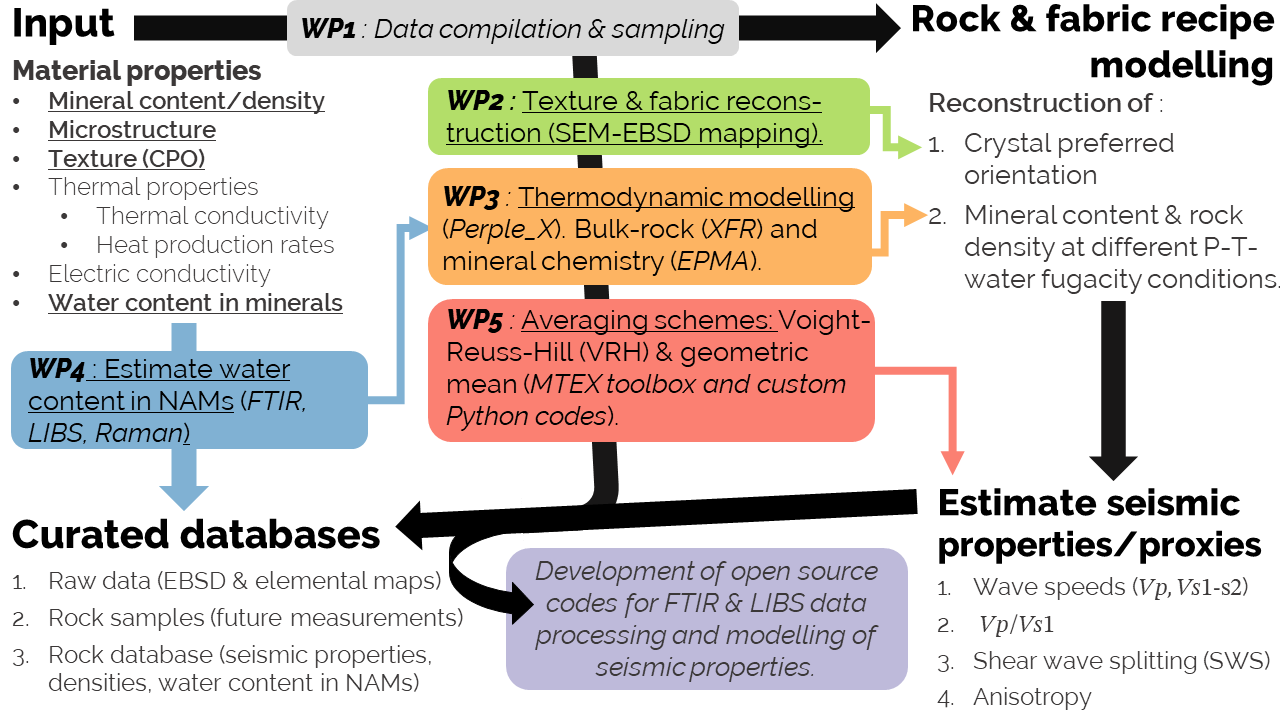 Input
WP1 : Data compilation & sampling
Rock & fabric recipe
modelling
Material properties
• Mineral content/density
• Microstructure
• Texture (CPO)
• Thermal properties
• Thermal conductivity
• Heat production rates
• Electric conductivity
• Water content in minerals
WP2 : Texture & fabric recons-
truction (SEM-EBSD mapping).
WP3 : Thermodynamic modelling
(Perple_X). Bulk-rock (XFR) and
mineral chemistry (EPMA).
WP5 : Averaging schemes: Voight-
Reuss-Hill (VRH) & geometric
mean (MTEX toolbox and custom
Python codes).
Reconstruction of :
1. Crystal preferred
orientation
2. Mineral content & rock
density at different P-T-
water fugacity conditions.
WP4 : Estimate water
content in NAMs (FTIR,
LIBS, Raman)
Curated databases
1. Raw data (EBSD & elemental maps)
2. Rock samples (future measurements)
3. Rock database (seismic properties,
densities, water content in NAMs)
Development of open source
codes for FTIR & LIBS data
processing and modelling of
seismic properties.
Estimate seismic
properties/proxies
1. Wave speeds (Vp, Vs1-s2)
2. Vp/Vs1
3. Shear wave splitting (SWS)
4. Anisotropy